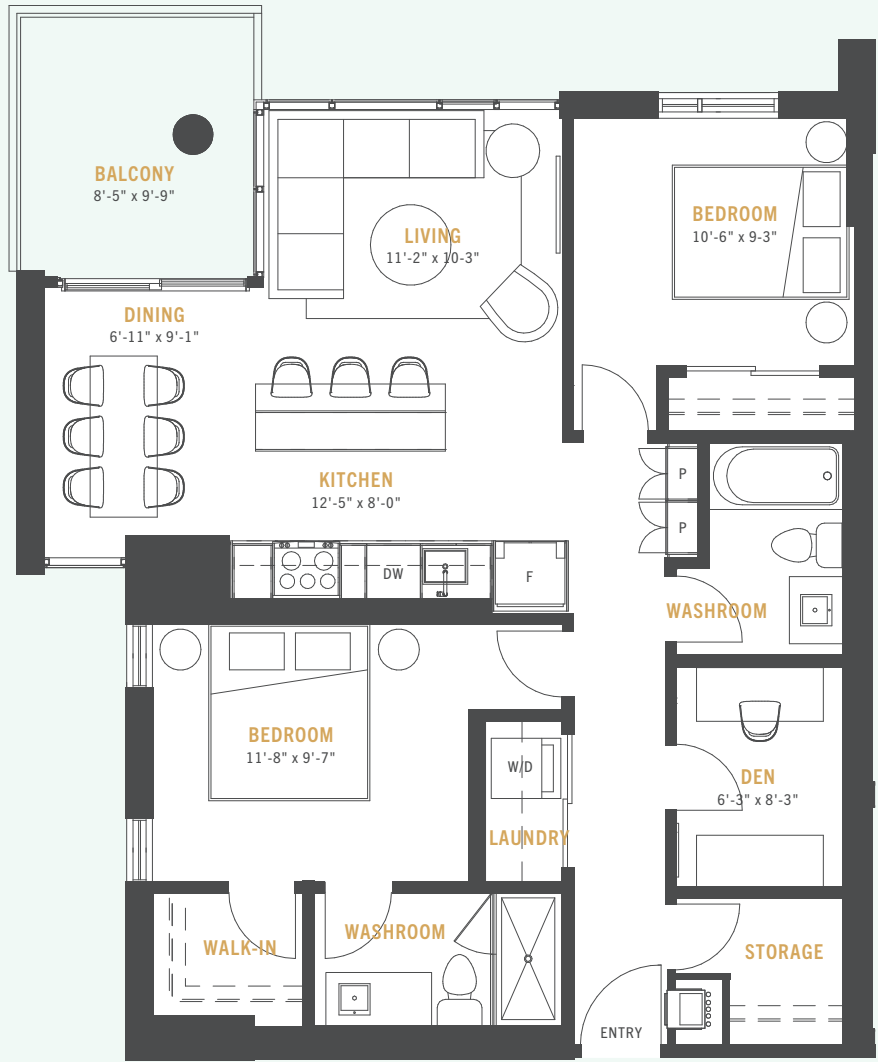 BALCONY
8'-5" x 9'-9"
LIVING
11'-2" x 10-3"
BEDROOM
10'-6" x 9-3"
DINING
6'-11" x 9'-1"
KITCHEN
12'-5" x 8'-0"
P
P
DW
F
WASHROOM
BEDROOM
11'-8" x 9'-7"
W/D
LAUNDRY
DEN
6'-3" x 8'-3"
WALK-IN
WASHROOM
STORAGE
ENTRY